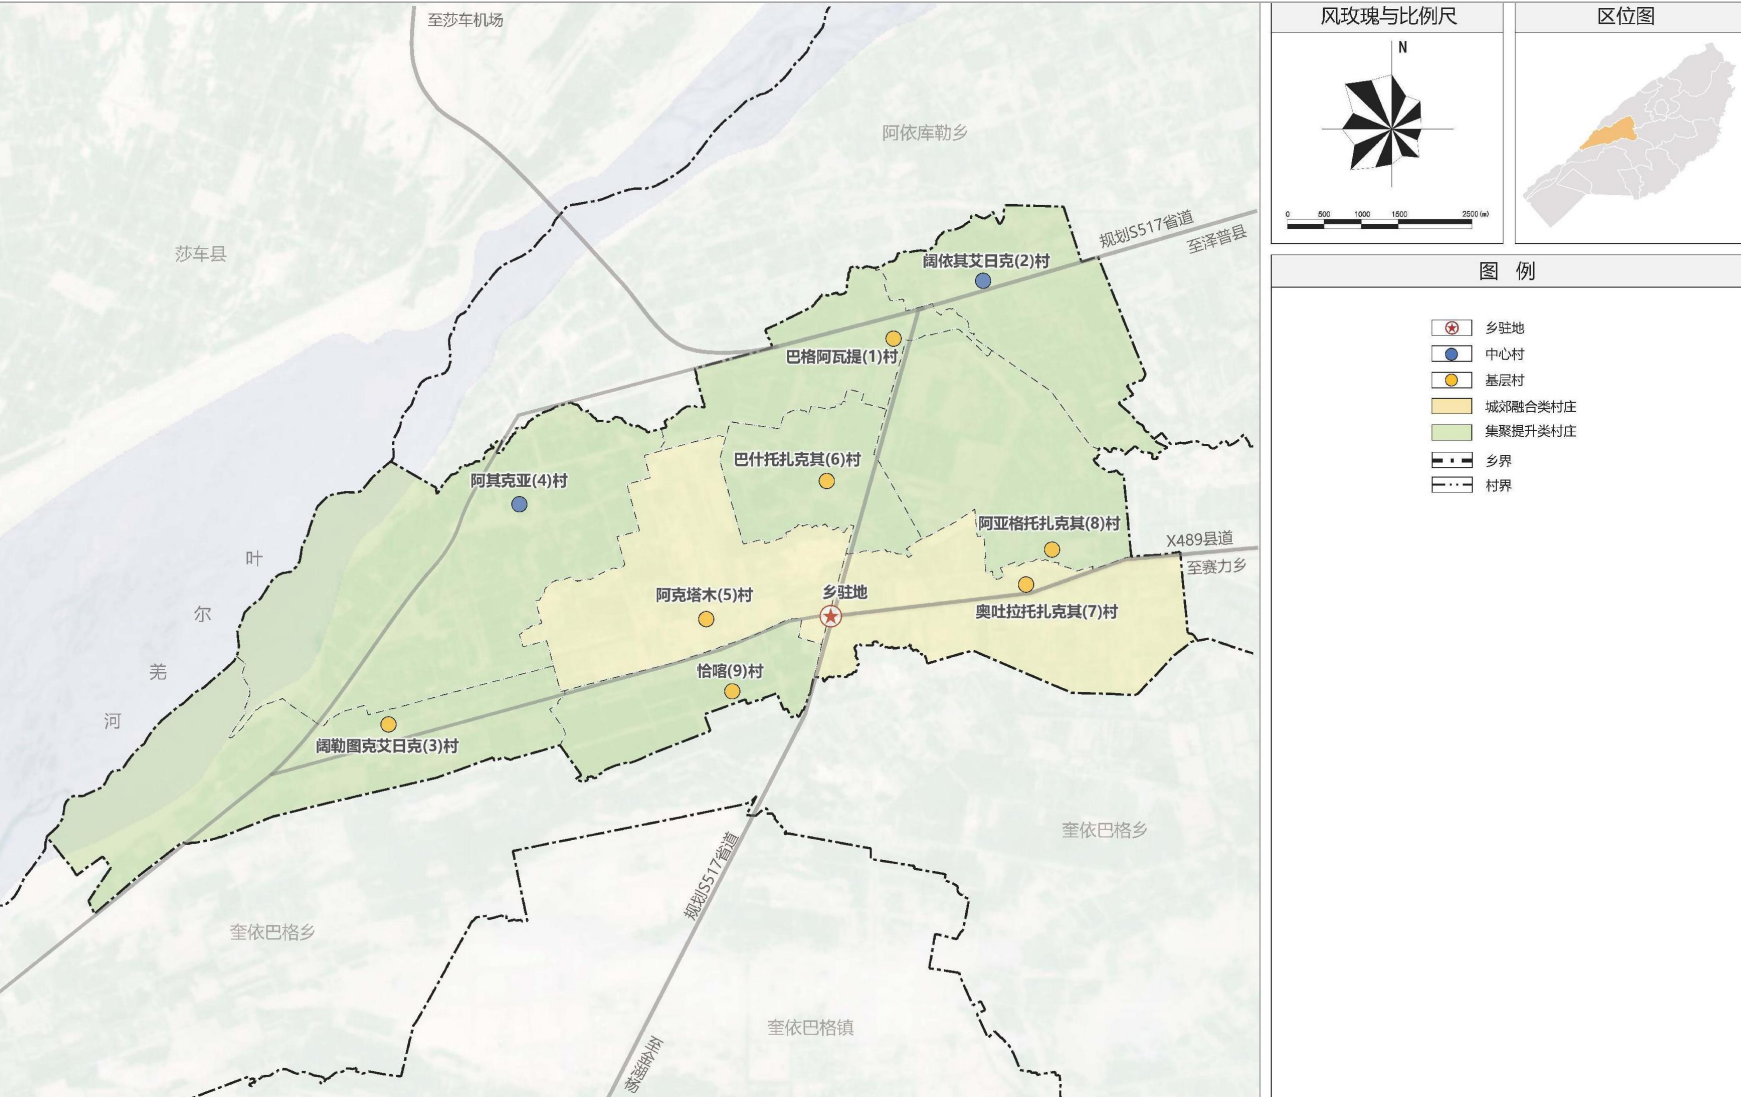 至莎车机场
阿依库勒乡
莎车县
规划S517省道
至泽普县
阔依其艾日克(2)村
巴格阿瓦提(1)村
巴什托扎克其(6)村
阿其克亚(4)村
阿亚格托扎克其(8)村
X489县道
至赛力乡
叶
尔
羌
河
阿克塔木(5)村
乡驻地
奥吐拉托扎克其(7)村
恰喀(9)村
阔勒图克艾日克(3)村
奎依巴格乡
规划S517省道
奎依巴格乡
奎依巴格镇
至金湖杨
风玫瑰与比例尺
N
0 500 1000 1500 2500 (m)
区位图
图 例
乡驻地
中心村
基层村
城郊融合类村庄
集聚提升类村庄
乡界
村界